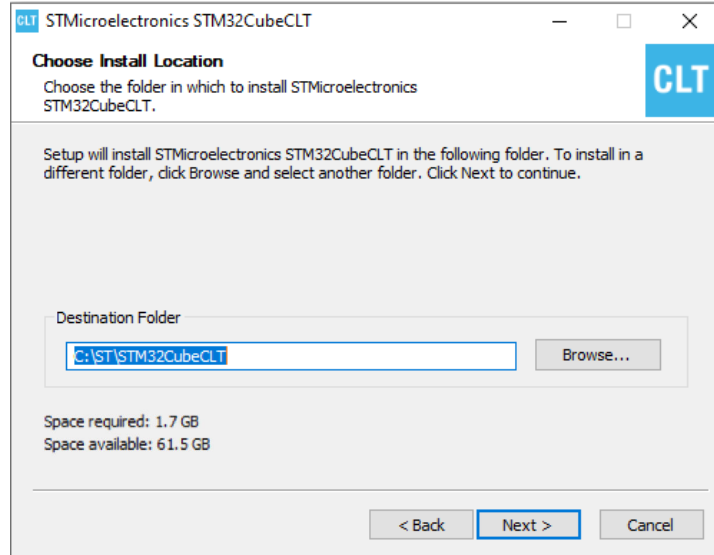 CLT STMicroelectronics STM32CubeCLT
Choose Install Location
Choose the folder in which to install STMicroelectronics
STM32CubeCLT.
CLT
Setup will install STMicroelectronics STM32CubeCLT in the following folder. To install in a
different folder, click Browse and select another folder. Click Next to continue.
Destination Folder
C:\ST\STM32CubeCLT
Browse...
Space required: 1.7 GB
Space available: 61.5 GB
< Back Next > Cancel